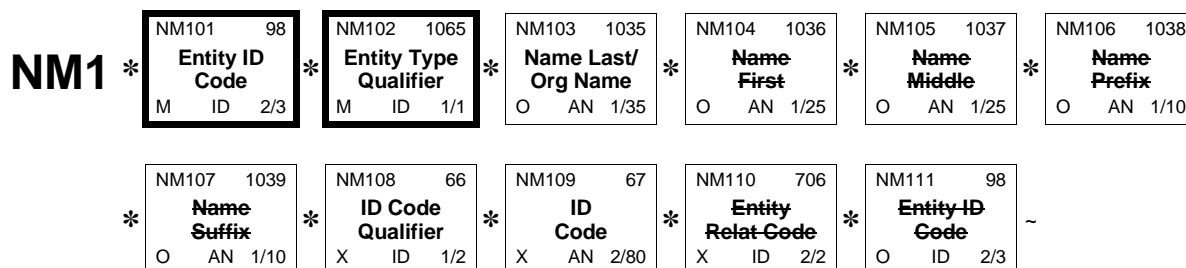 NM101 98 NM102 1065 NM103 1035 NM104 1036 NM105 1037 NM106 1038
NM1 * Entity ID Code * Entity Type Qualifier * Name Last/ Org Name * Name First * Name Middle * Name Prefix
M ID 2/3 M ID 1/1 O AN 1/35 O AN 1/25 O AN 1/25 O AN 1/10
NM107 1039 NM108 66 NM109 67 NM110 706 NM111 98
* Name Suffix * ID Code Qualifier * ID Code * Entity Relat Code * Entity ID Code ~
O AN 1/10 X ID 1/2 X AN 2/80 X ID 2/2 O ID 2/3